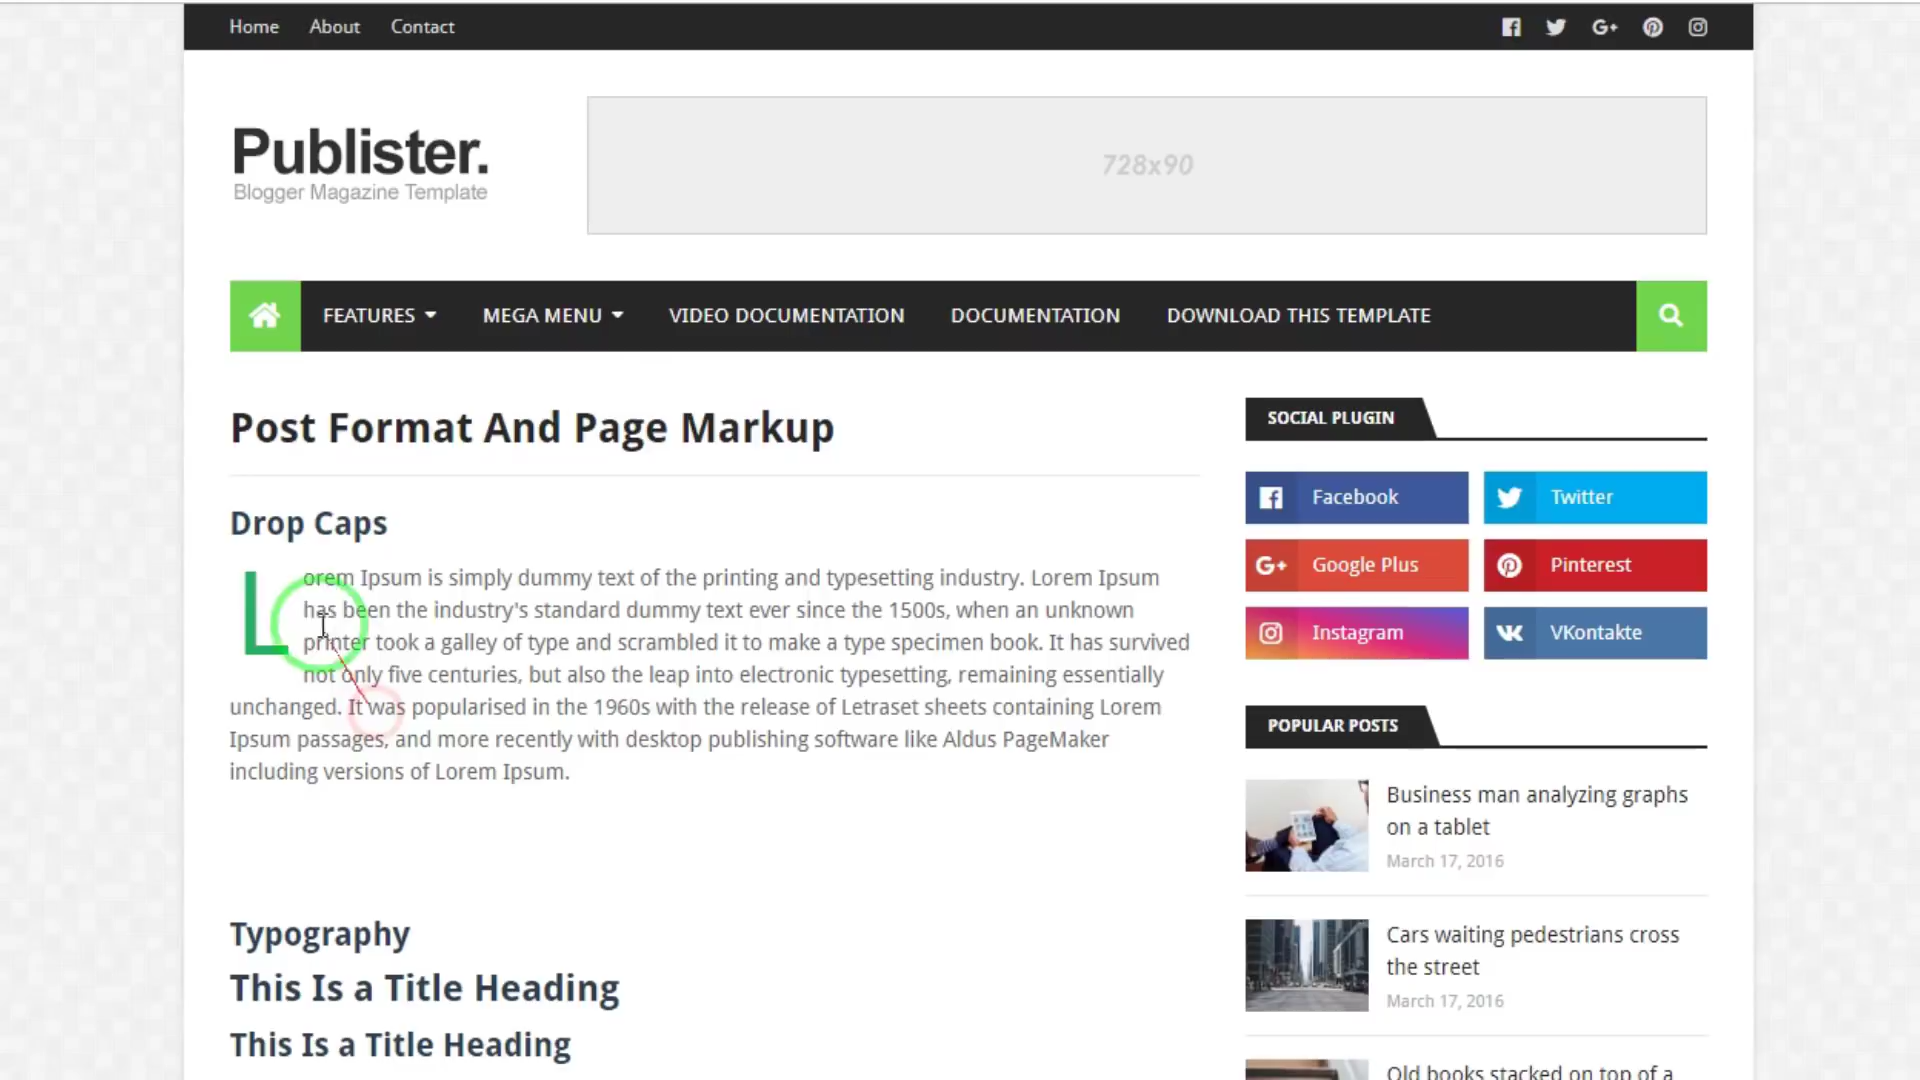 Home About Contact
Publister.
Blogger Magazine Template
728x90
FEATURES MEGA MENU VIDEO DOCUMENTATION DOCUMENTATION DOWNLOAD THIS TEMPLATE
Post Format And Page Markup
Drop Caps
Lorem Ipsum is simply dummy text of the printing and typesetting industry. Lorem Ipsum
has been the industry's standard dummy text ever since the 1500s, when an unknown
printer took a galley of type and scrambled it to make a type specimen book. It has survived
not only five centuries, but also the leap into electronic typesetting, remaining essentially
unchanged. It was popularised in the 1960s with the release of Letraset sheets containing Lorem
Ipsum passages, and more recently with desktop publishing software like Aldus PageMaker
including versions of Lorem Ipsum.
Typography
This Is a Title Heading
This Is a Title Heading
SOCIAL PLUGIN
Facebook Twitter
G+ Google Plus Pinterest
Instagram VKontakte
POPULAR POSTS
Business man analyzing graphs
on a tablet
March 17, 2016
Cars waiting pedestrians cross
the street
March 17, 2016
Old books stacked on top of a